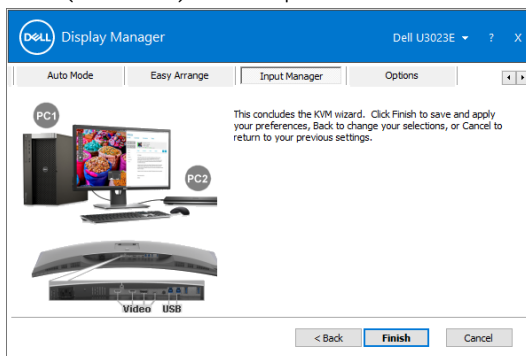 DELL Display Manager
Dell U3023E ? X
Auto Mode Easy Arrange Input Manager Options
PC1
This concludes the KVM wizard. Click Finish to save and apply
your preferences, Back to change your selections, or Cancel to
return to your previous settings.
PC2
Video USB
< Back Finish Cancel